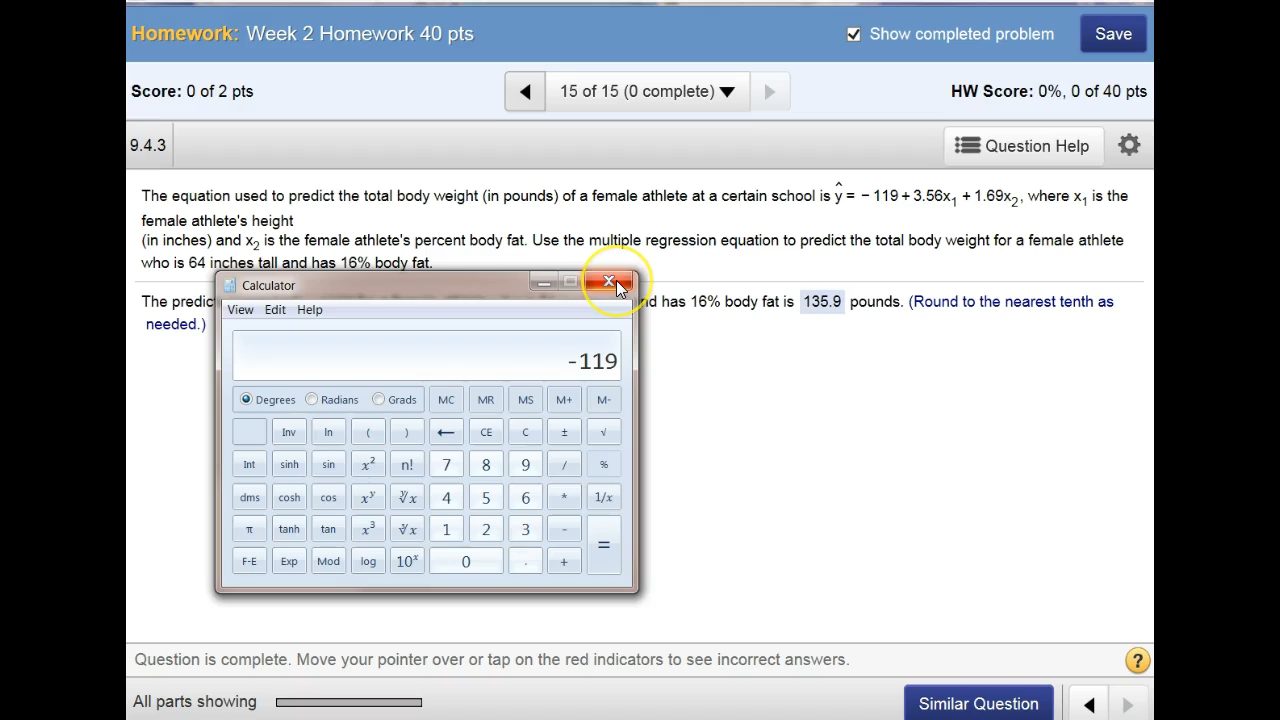 Homework: Week 2 Homework 40 pts
Show completed problem
Save
Score: 0 of 2 pts
15 of 15 (0 complete)
HW Score: 0%, 0 of 40 pts
9.4.3
Question Help
The equation used to predict the total body weight (in pounds) of a female athlete at a certain school is ŷ = − 119 + 3.56x₁ + 1.69x₂, where x₁ is the
female athlete's height
(in inches) and x₂ is the female athlete's percent body fat. Use the multiple regression equation to predict the total body weight for a female athlete
who is 64 inches tall and has 16% body fat.
The predic
nd has 16% body fat is 135.9 pounds. (Round to the nearest tenth as
needed.)
Calculator
X
View Edit Help
-119
Degrees Radians Grads MC MR MS M+ M-
Inv ln ( ) ← CE C ± √
Int sinh sin x² n! 7 8 9 / %
dms cosh cos xʸ ʸ√x 4 5 6 * 1/x
π tanh tan x³ ³√x 1 2 3 - =
F-E Exp Mod log 10ˣ 0 . +
Question is complete. Move your pointer over or tap on the red indicators to see incorrect answers.
?
All parts showing
Similar Question